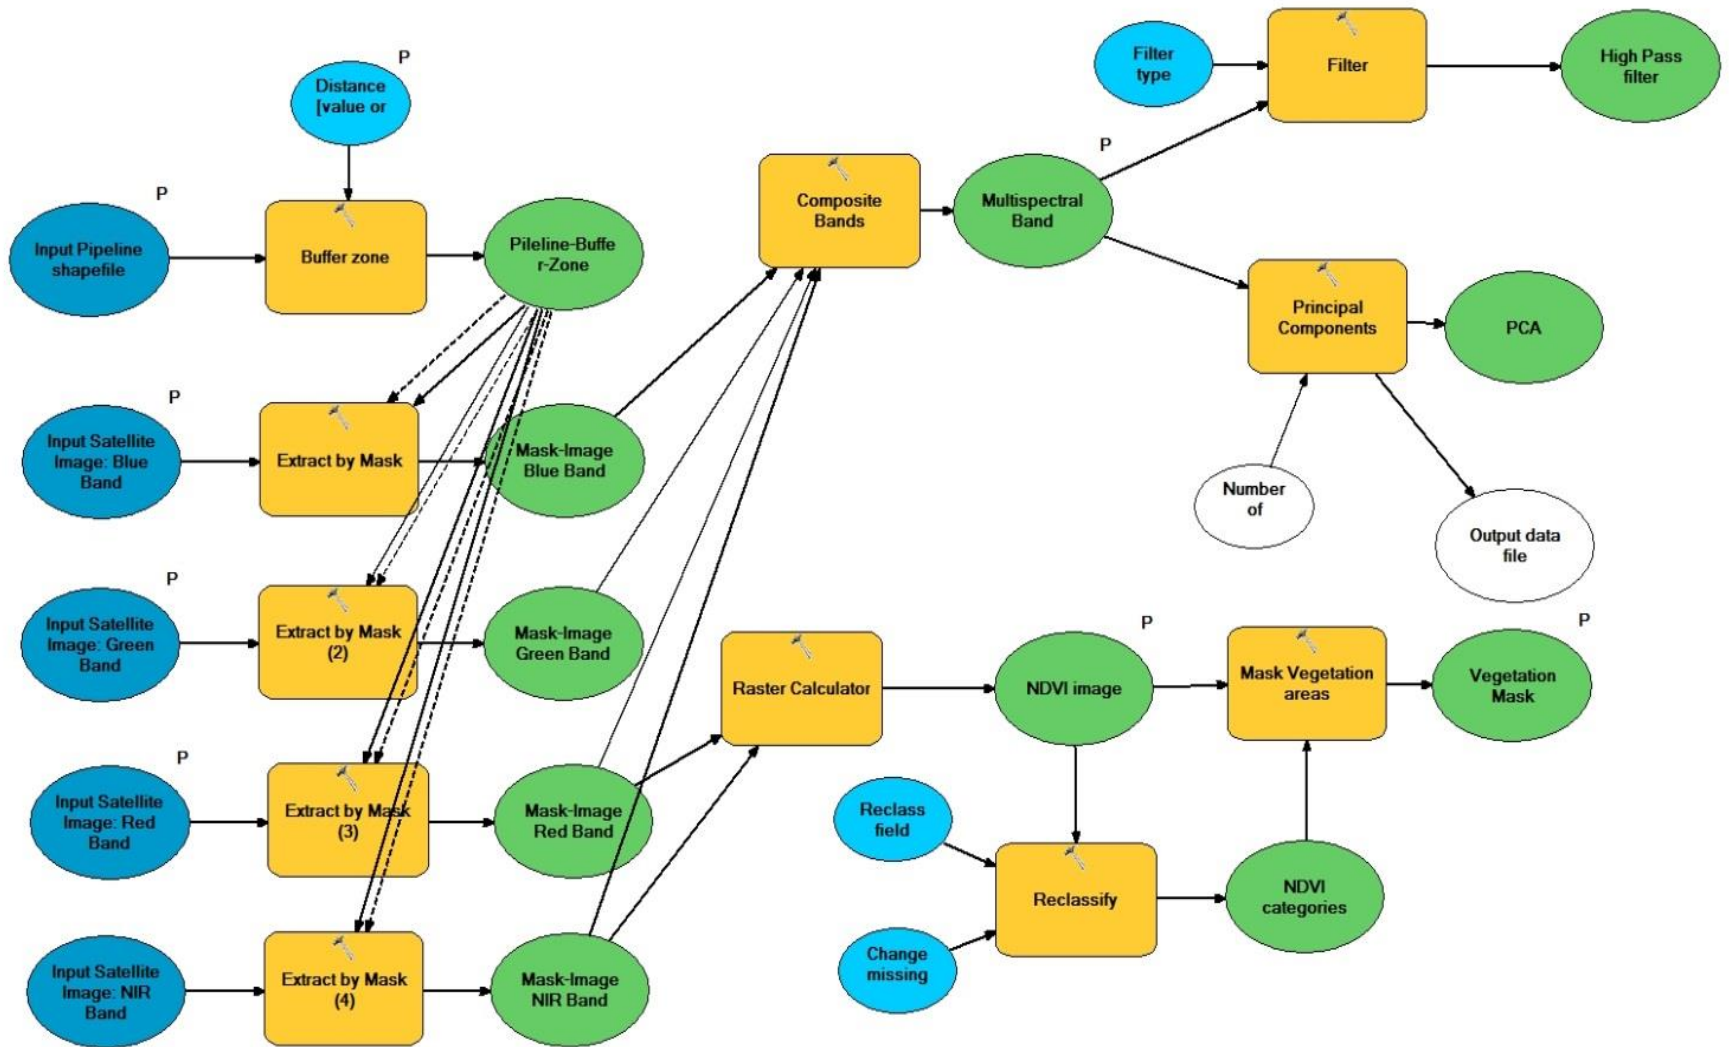 P
Distance
[value or
P
Input Pipeline
shapefile
Buffer zone
Pileline-Buffe
r-Zone
P
Input Satellite
Image: Blue
Band
Extract by Mask
Mask-Image
Blue Band
P
Input Satellite
Image: Green
Band
Extract by Mask
(2)
Mask-Image
Green Band
P
Input Satellite
Image: Red
Band
Extract by Mask
(3)
Mask-Image
Red Band
Input Satellite
Image: NIR
Band
Extract by Mask
(4)
Mask-Image
NIR Band
Composite
Bands
P
Multispectral
Band
Filter
type
Filter
High Pass
filter
Principal
Components
PCA
Number
of
Output data
file
Raster Calculator
P
NDVI image
Mask Vegetation
areas
P
Vegetation
Mask
Reclass
field
Change
missing
Reclassify
NDVI
categories